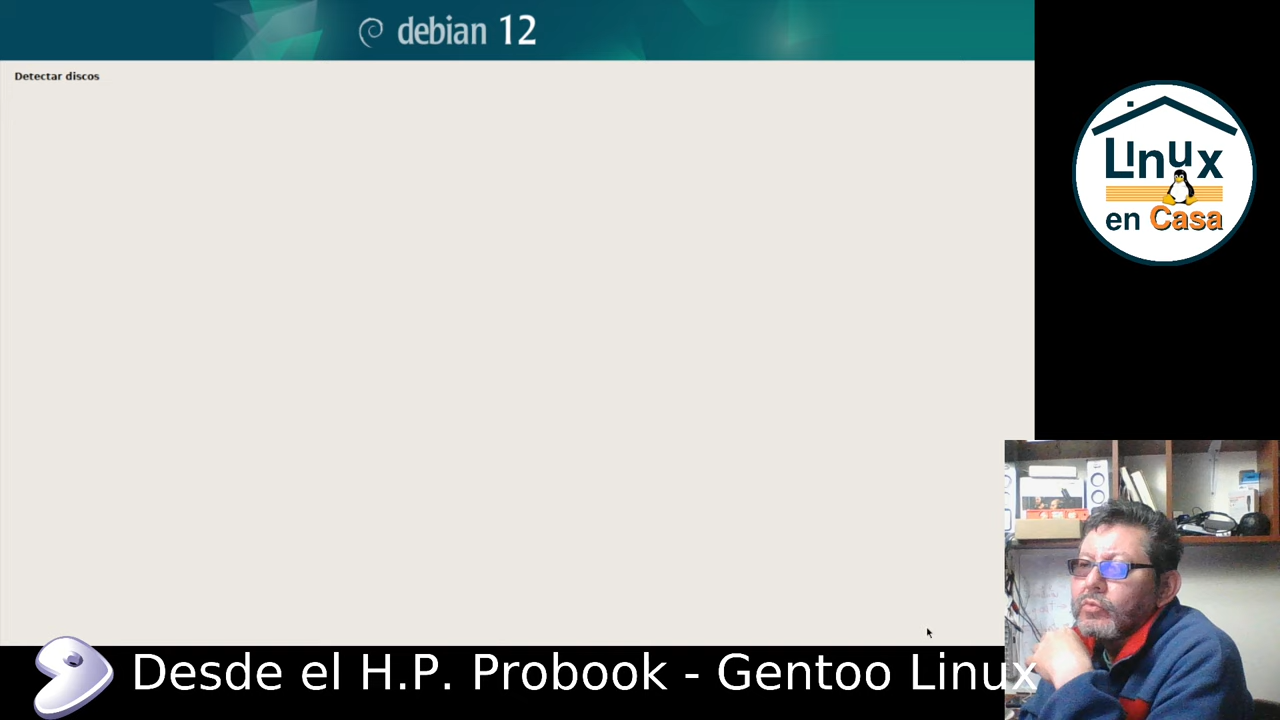 debian 12
Detectar discos
Linux
en Casa
Desde el H.P. Probook - Gentoo Linux